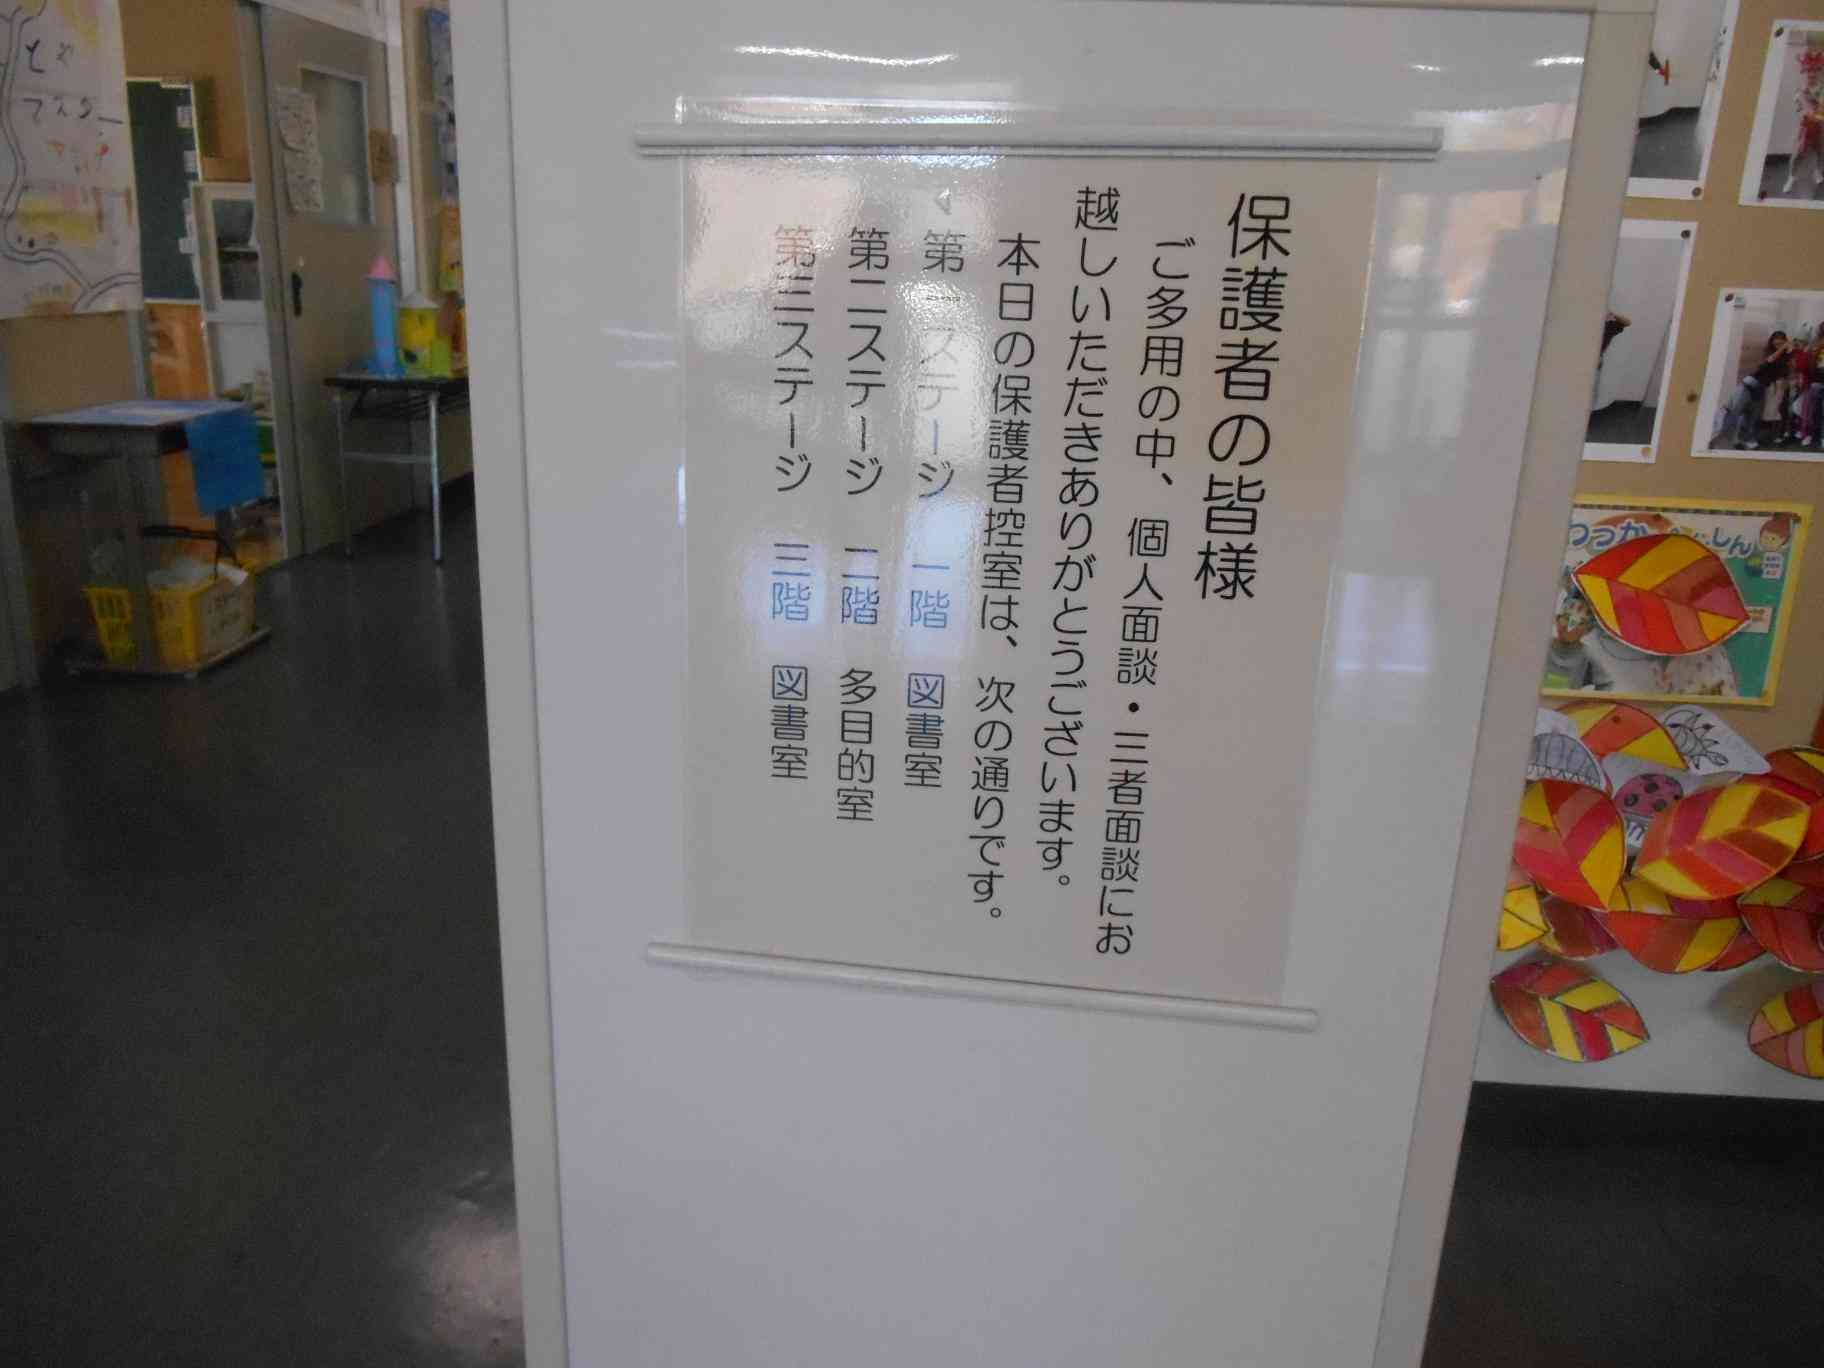 保護者の皆様
ご多用の中、個人面談・三者面談にお
越しいただきありがとうございます。
本日の保護者控室は、次の通りです。
第一ステージ 一階 図書室
第二ステージ 二階 多目的室
第三ステージ 三階 図書室